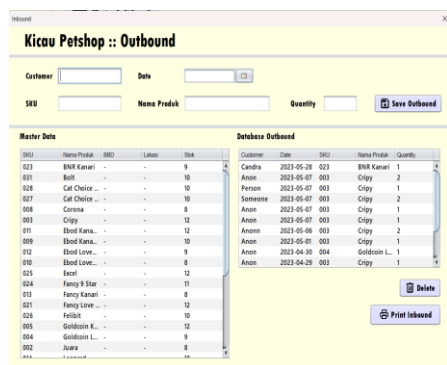 Inbound
Kicau Petshop :: Outbound
Customer Date
SKU Nama Produk Quantity Save Outbound
Master Data
SKU Nama Produk BBD Lokasi Stok
023 BNR Kanari - - 9
031 Bolt - - 10
028 Cat Choice ... - - 10
027 Cat Choice ... - - 10
008 Corona - - 8
003 Cripy - - 12
011 Ebod Kana... - - 12
009 Ebod Kana... - - 10
012 Ebod Love... - - 9
010 Ebod Love... - - 8
025 Excel - - 12
024 Fancy 9 Star - - 11
013 Fancy Kanari - - 8
021 Fancy Love ... - - 12
026 Felibit - - 10
005 Goldcoin K... - - 12
004 Goldcoin L... - - 9
002 Juara - - 8
Database Outbound
Customer Date SKU Nama Produk Quantity
Candra 2023-05-28 023 BNR Kanari 1
Anon 2023-05-07 003 Cripy 2
Person 2023-05-07 003 Cripy 1
Someone 2023-05-07 003 Cripy 2
Anon 2023-05-07 003 Cripy 1
Anonn 2023-05-06 003 Cripy 2
Anon 2023-05-01 003 Cripy 1
Anon 2023-04-30 004 Goldcoin L... 1
Anon 2023-04-29 003 Cripy 1
Delete
Print Inbound